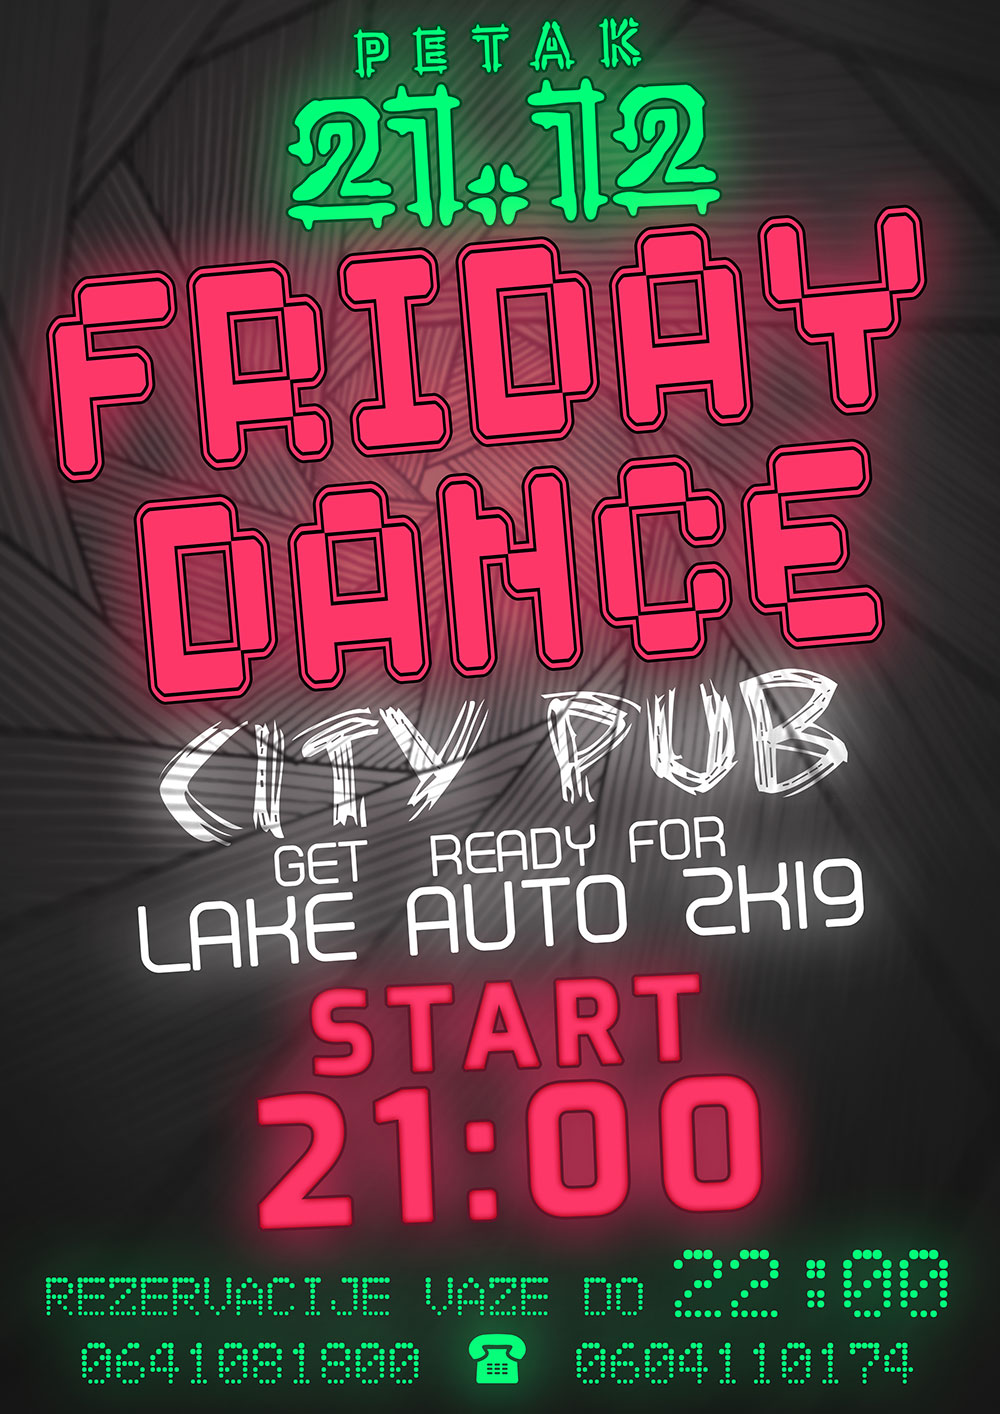 PETAK
21.12
FRIDAY
DANCE
CITY PUB
GET READY FOR
LAKE AUTO 2K19
START
21:00
REZERVACIJE VAZE DO 22:00
0641081800 0604110174